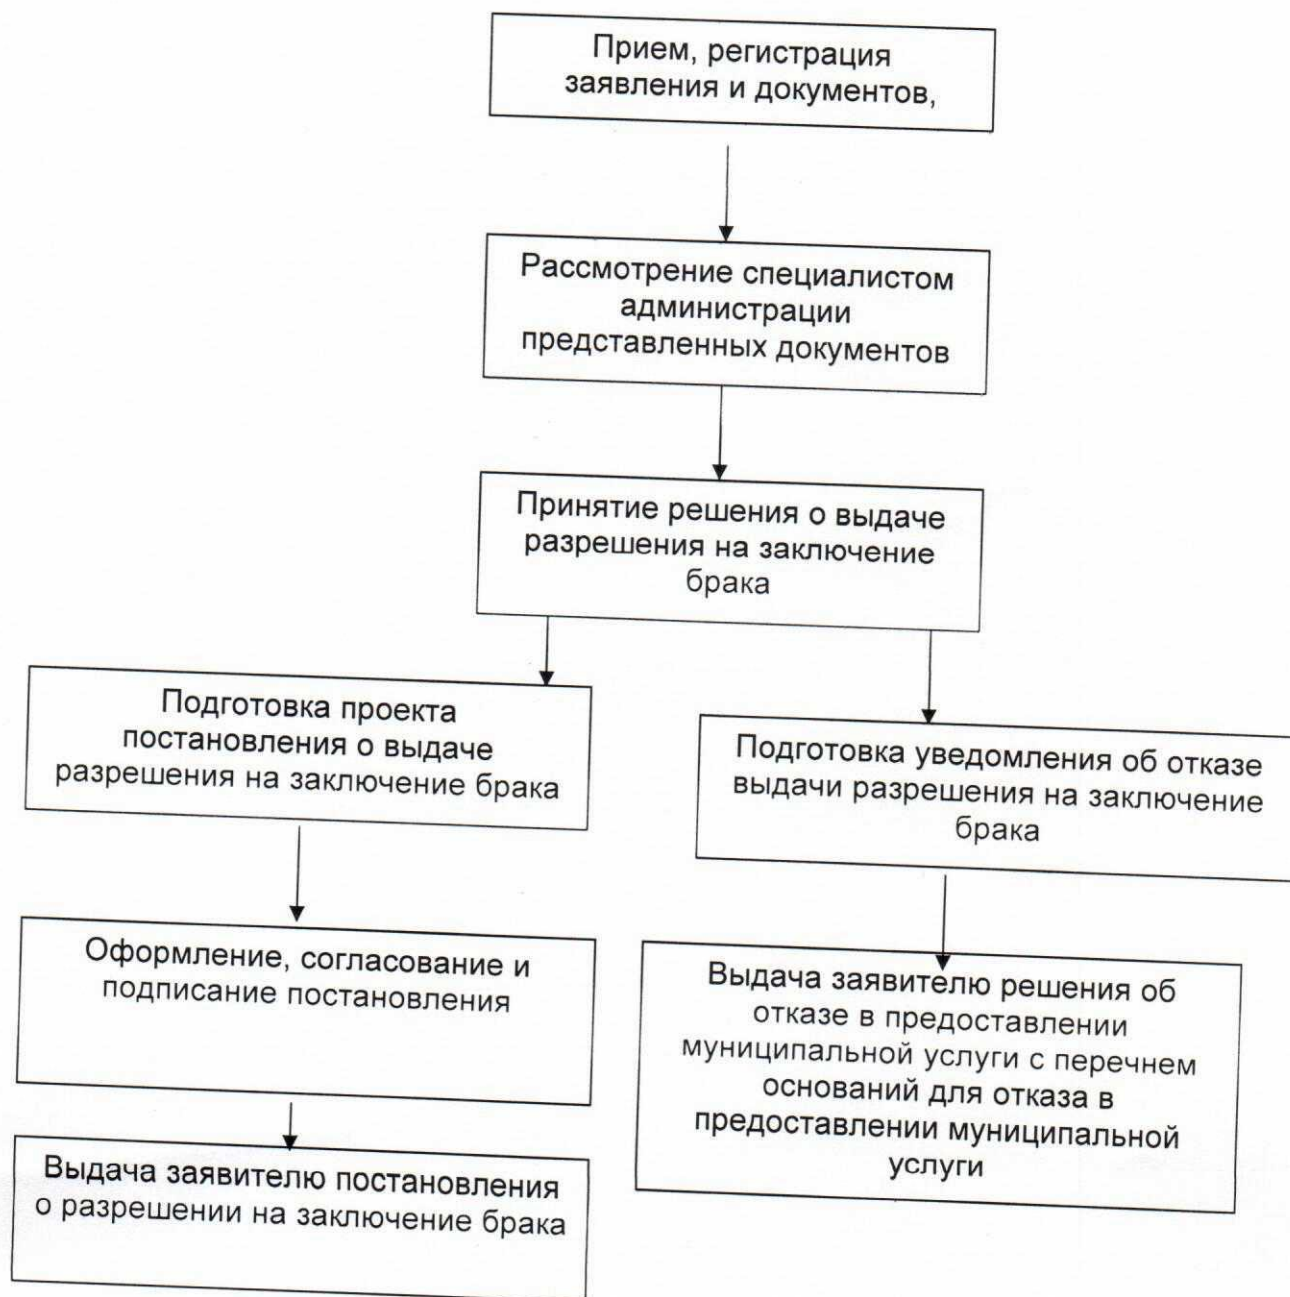 Прием, регистрация
заявления и документов,
Рассмотрение специалистом
администрации
представленных документов
Принятие решения о выдаче
разрешения на заключение
брака
Подготовка проекта
постановления о выдаче
разрешения на заключение брака
Подготовка уведомления об отказе
выдачи разрешения на заключение
брака
Оформление, согласование и
подписание постановления
Выдача заявителю решения об
отказе в предоставлении
муниципальной услуги с перечнем
оснований для отказа в
предоставлении муниципальной
услуги
Выдача заявителю постановления
о разрешении на заключение брака